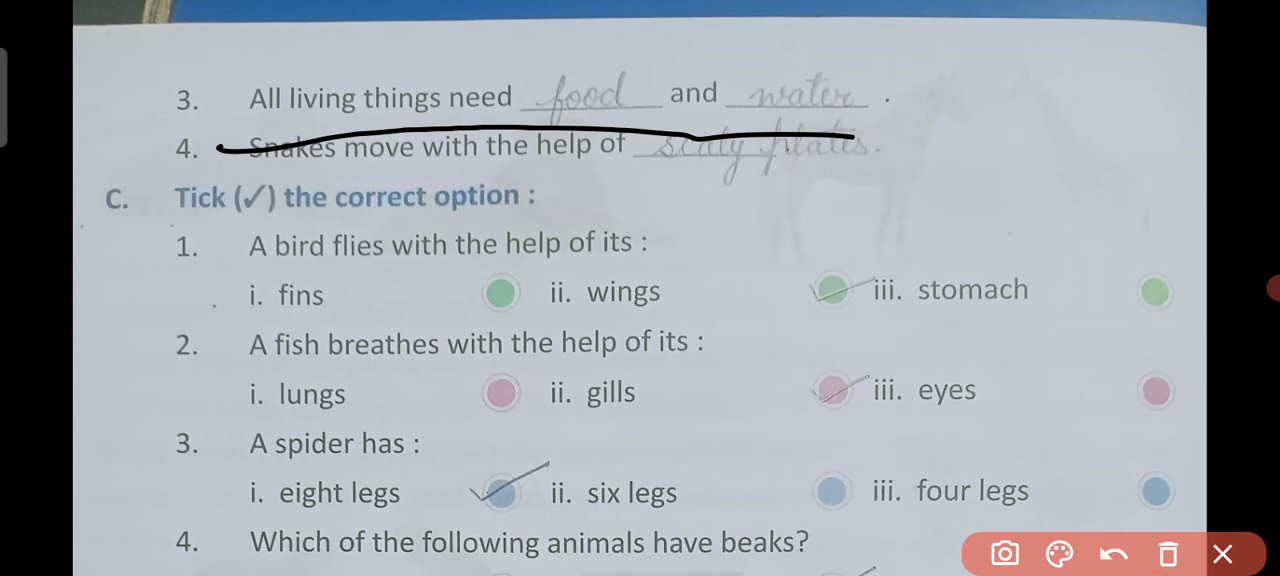 3. All living things need food and water.
4. Snakes move with the help of scaly plates.
C. Tick (✓) the correct option :
1. A bird flies with the help of its :
i. fins ii. wings iii. stomach
2. A fish breathes with the help of its :
i. lungs ii. gills iii. eyes
3. A spider has :
i. eight legs ii. six legs iii. four legs
4. Which of the following animals have beaks?